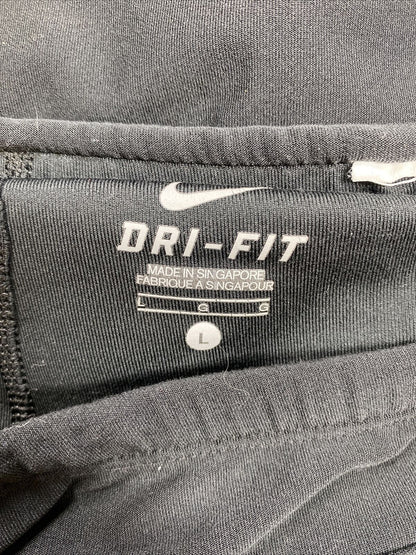 DRI-FIT
MADE IN SINGAPORE
FABRIQUÉ À SINGAPOUR
L G G
L